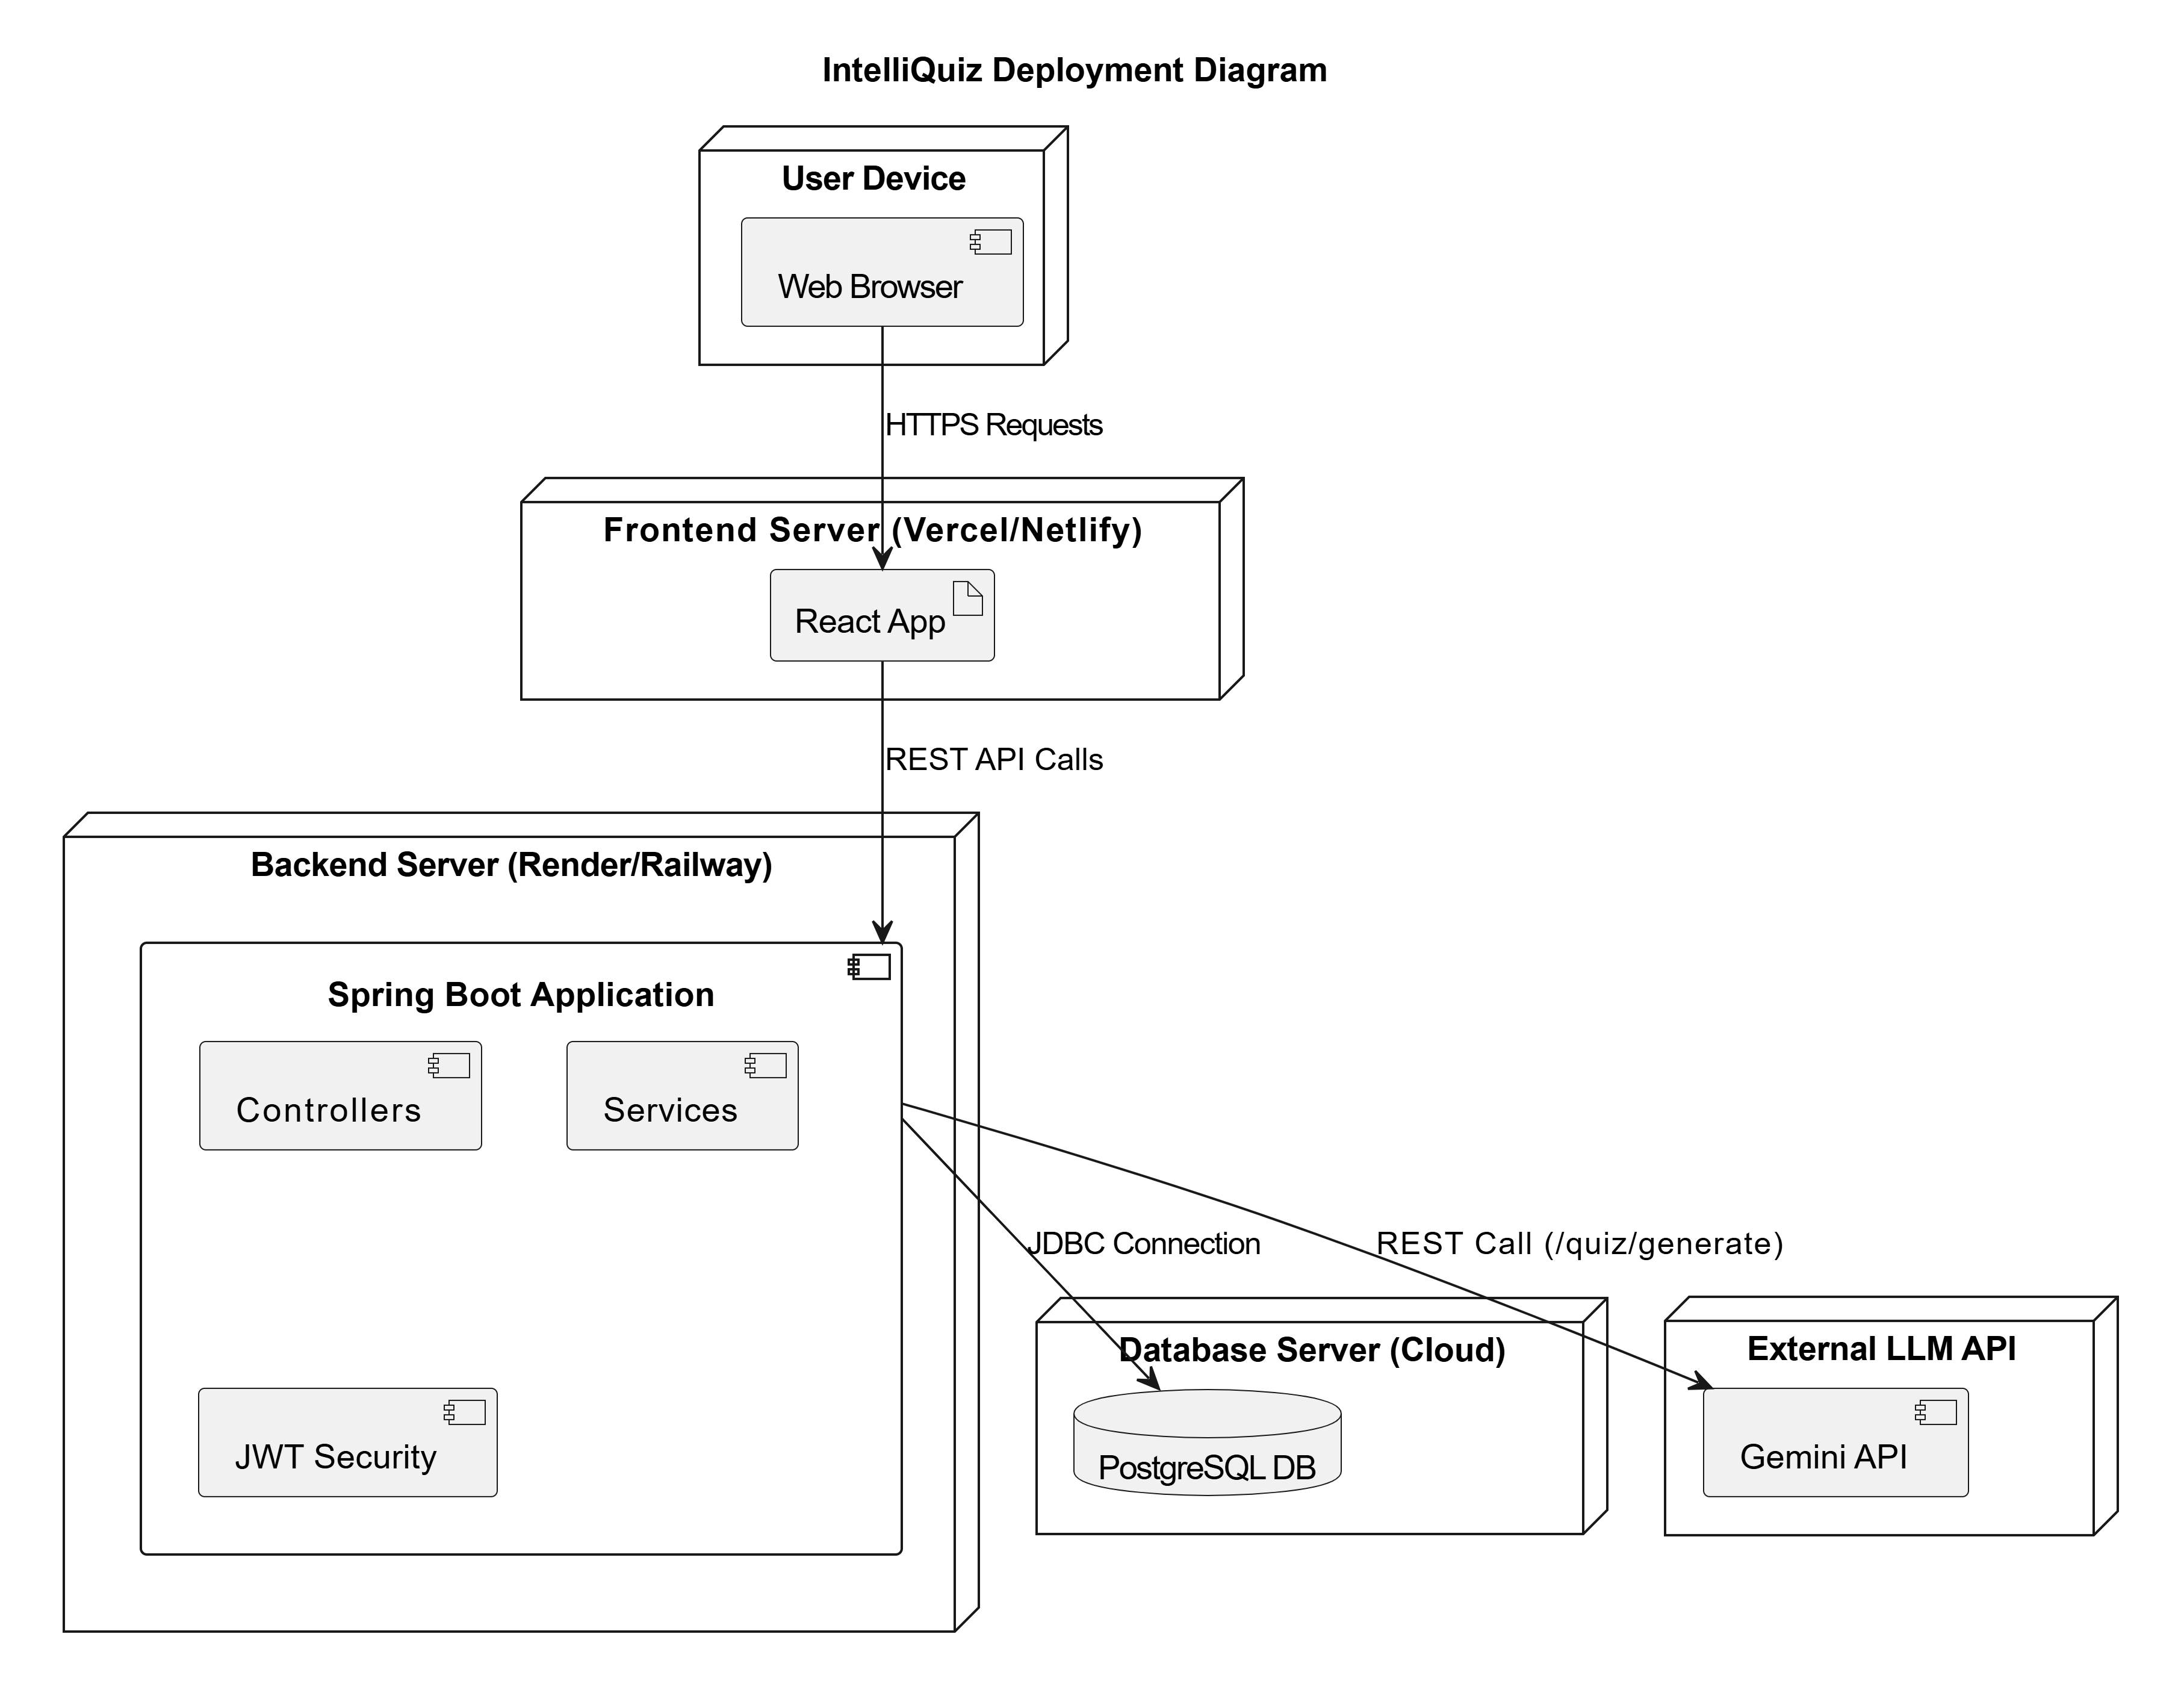 IntelliQuiz Deployment Diagram
User Device
Web Browser
HTTPS Requests
Frontend Server (Vercel/Netlify)
React App
REST API Calls
Backend Server (Render/Railway)
Spring Boot Application
Controllers
Services
JDBC Connection
REST Call (/quiz/generate)
Database Server (Cloud)
External LLM API
JWT Security
PostgreSQL DB
Gemini API